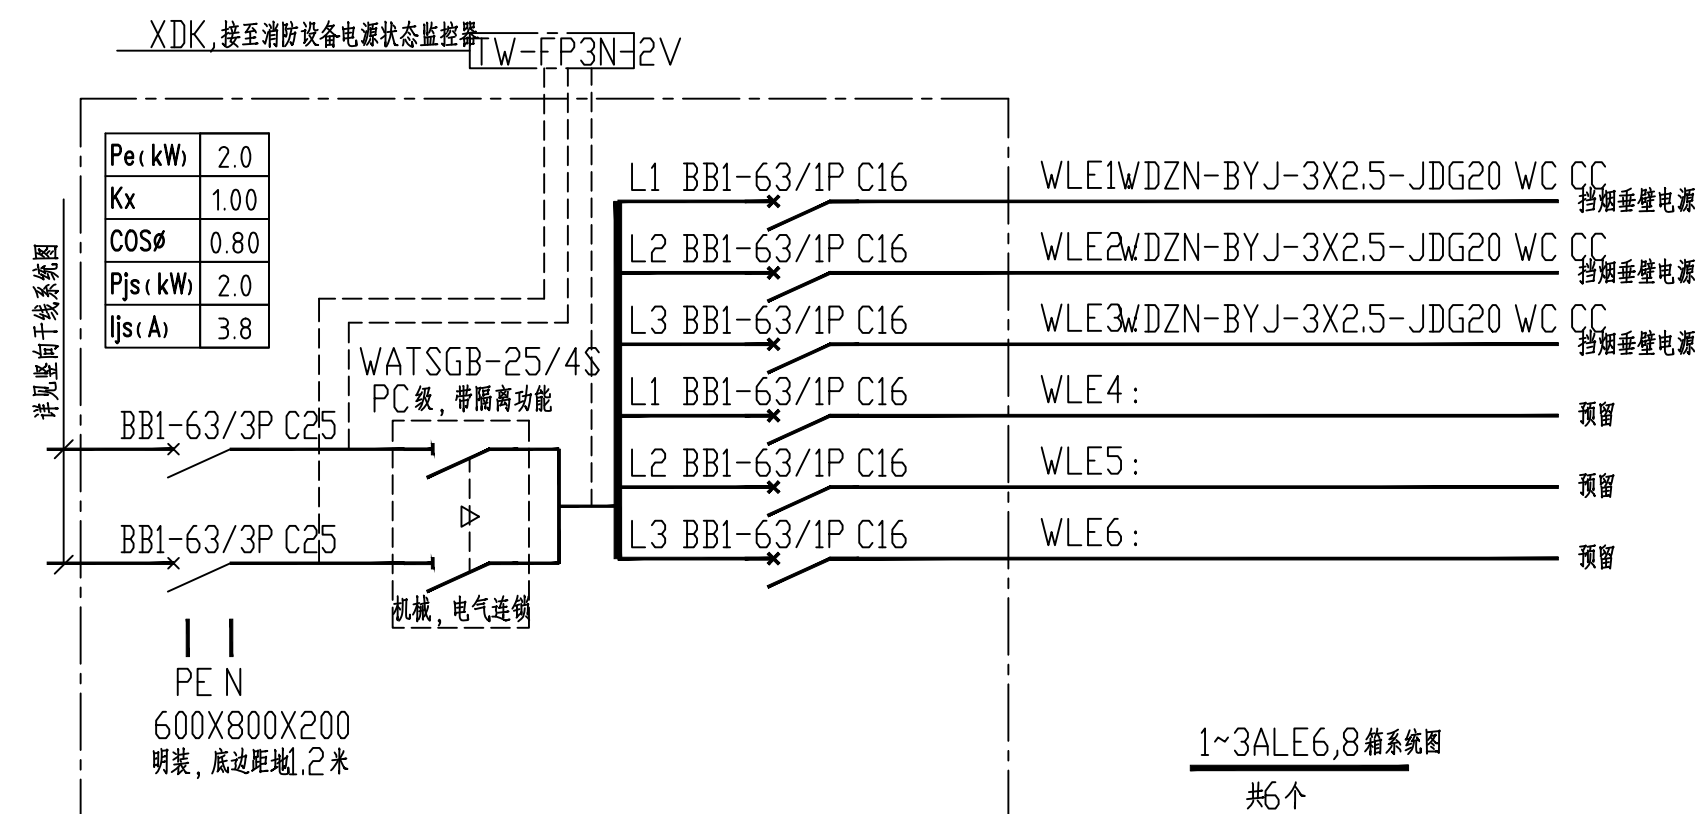 XDK,接至消防设备电源状态监控器
TW-FP3N-2V
Pe(kW) 2.0
Kx 1.00
COSø 0.80
Pjs(kW) 2.0
Ijs(A) 3.8
详见竖向干线系统图
L1 BB1-63/1P C16 WLE1:WDZN-BYJ-3X2.5-JDG20 WC CC 挡烟垂壁电源
L2 BB1-63/1P C16 WLE2:WDZN-BYJ-3X2.5-JDG20 WC CC 挡烟垂壁电源
L3 BB1-63/1P C16 WLE3:WDZN-BYJ-3X2.5-JDG20 WC CC 挡烟垂壁电源
L1 BB1-63/1P C16 WLE4: 预留
L2 BB1-63/1P C16 WLE5: 预留
L3 BB1-63/1P C16 WLE6: 预留
WATSGB-25/4S
PC级,带隔离功能
BB1-63/3P C25
BB1-63/3P C25
机械,电气连锁
PE N
600X800X200
明装,底边距地1.2米
1~3ALE6,8箱系统图
共6个